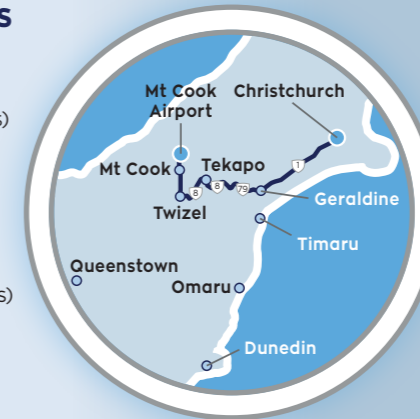 s
s)
s)
Mt Cook
Airport
Christchurch
Mt Cook
Tekapo
1
8
8
79
Twizel
Geraldine
Timaru
Queenstown
Omaru
Dunedin